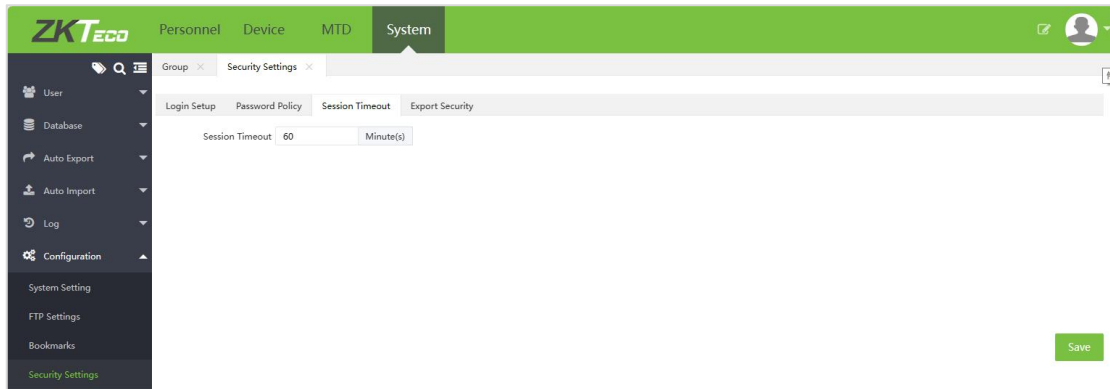 ZKTECO Personnel Device MTD System
Group × Security Settings ×
User
Login Setup Password Policy Session Timeout Export Security
Database
Session Timeout 60 Minute(s)
Auto Export
Auto Import
Log
Configuration
System Setting
FTP Settings
Bookmarks
Save
Security Settings